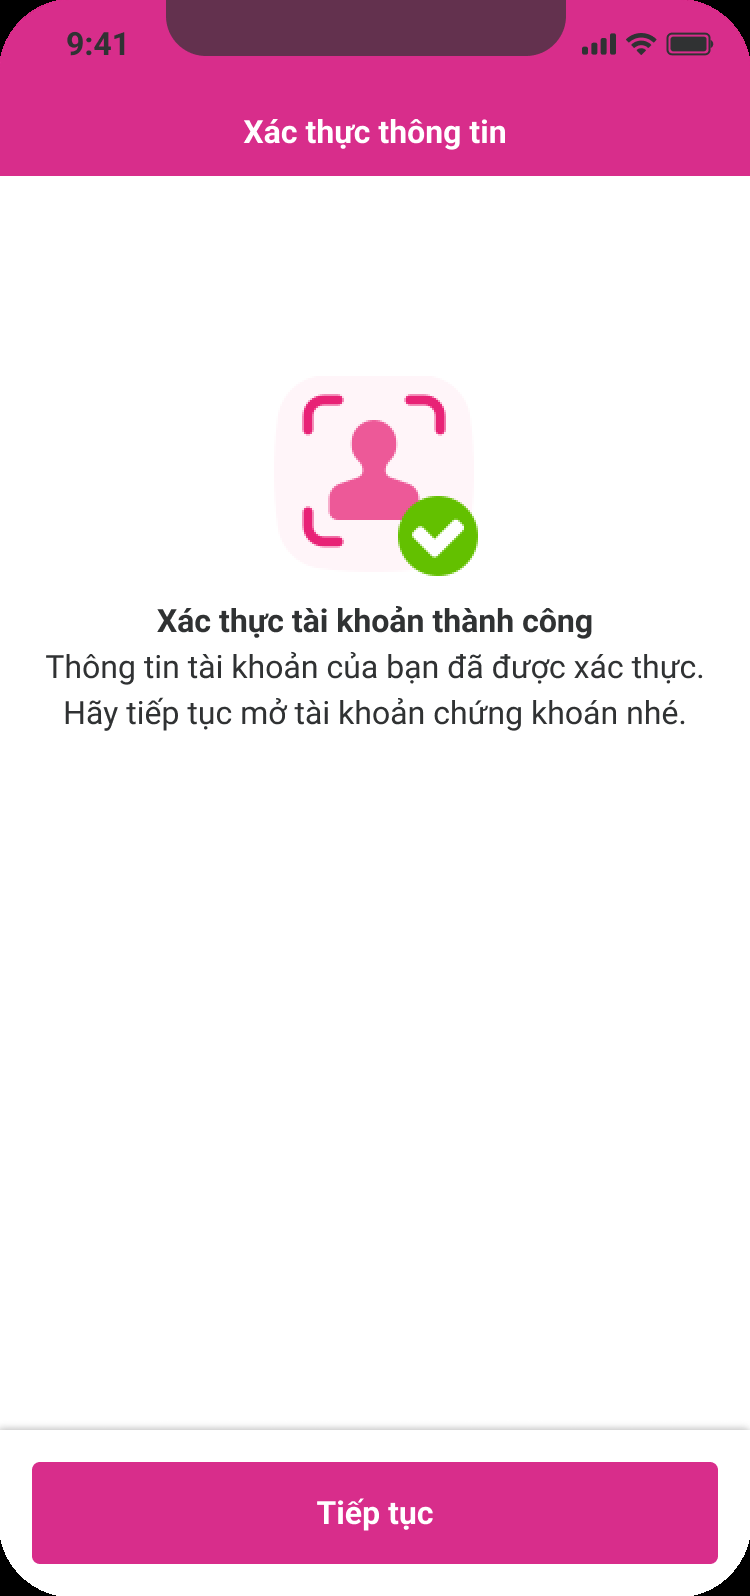 9:41
Xác thực thông tin
Xác thực tài khoản thành công
Thông tin tài khoản của bạn đã được xác thực.
Hãy tiếp tục mở tài khoản chứng khoán nhé.
Tiếp tục